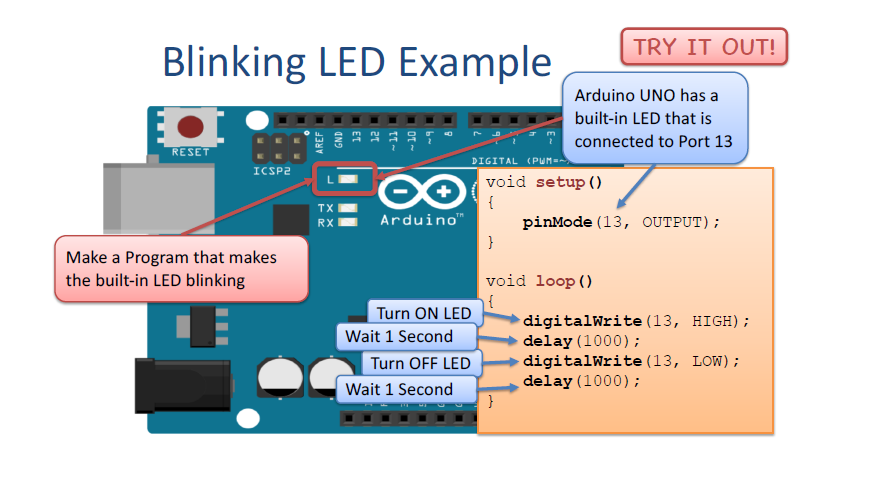 Blinking LED Example
TRY IT OUT!
Arduino UNO has a
built-in LED that is
connected to Port 13
RESET
ICSP2
AREF
GND
13
12
~11
~10
~9
8
7
~6
~5
4
~3
DIGITAL (PWM=~)
L
TX
RX
Arduino™
Make a Program that makes
the built-in LED blinking
void setup()
{
pinMode(13, OUTPUT);
}
void loop()
{
digitalWrite(13, HIGH);
delay(1000);
digitalWrite(13, LOW);
delay(1000);
}
Turn ON LED
Wait 1 Second
Turn OFF LED
Wait 1 Second